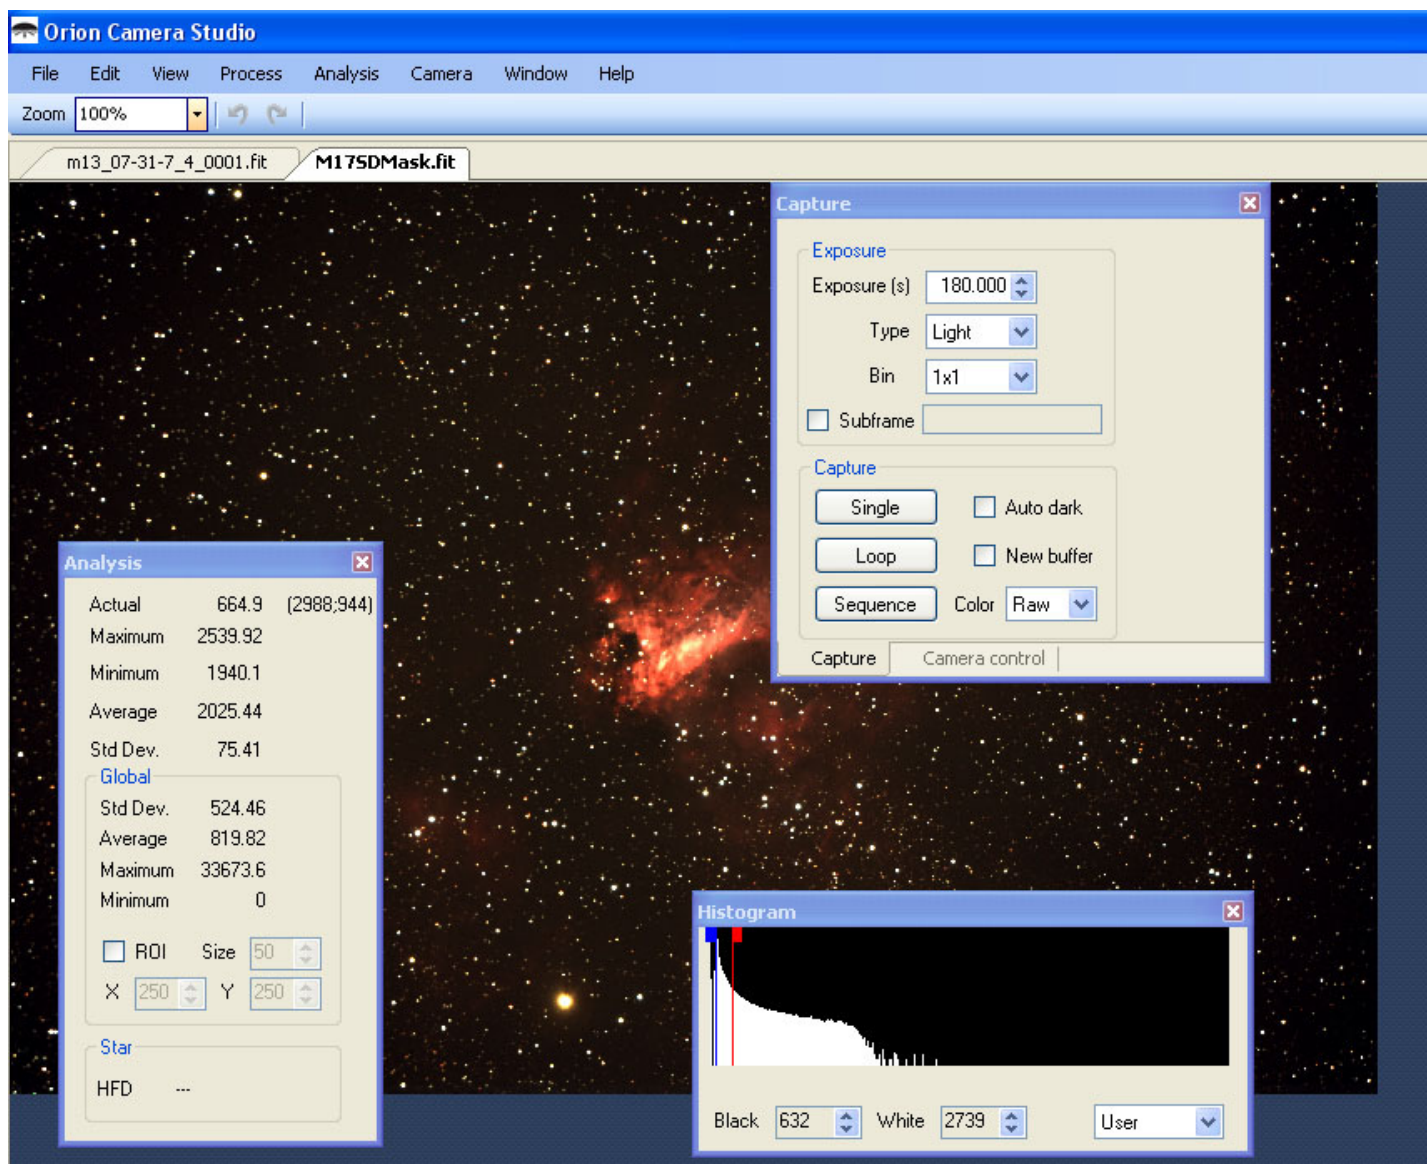 Orion Camera Studio
File Edit View Process Analysis Camera Window Help
Zoom 100%
m13_07-31-7_4_0001.fit M17SDMask.fit
Capture
Exposure
Exposure (s) 180.000
Type Light
Bin 1x1
Subframe
Capture
Single Auto dark
Loop New buffer
Sequence Color Raw
Capture Camera control
Analysis
Actual 664.9 (2988;944)
Maximum 2539.92
Minimum 1940.1
Average 2025.44
Std Dev. 75.41
Global
Std Dev. 524.46
Average 819.82
Maximum 33673.6
Minimum 0
ROI Size 50
X 250 Y 250
Star
HFD ---
Histogram
Black 632 White 2739 User